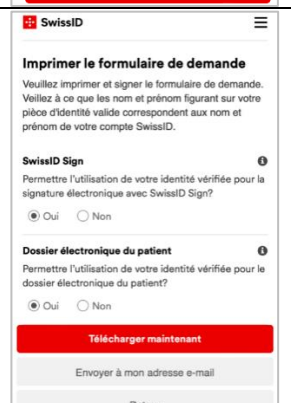 SwissID
Imprimer le formulaire de demande
Veuillez imprimer et signer le formulaire de demande.
Veillez à ce que les nom et prénom figurant sur votre
pièce d'identité valide correspondent aux nom et
prénom de votre compte SwissID.
SwissID Sign
Permettre l'utilisation de votre identité vérifiée pour la
signature électronique avec SwissID Sign?
Oui Non
Dossier électronique du patient
Permettre l'utilisation de votre identité vérifiée pour le
dossier électronique du patient?
Oui Non
Télécharger maintenant
Envoyer à mon adresse e-mail